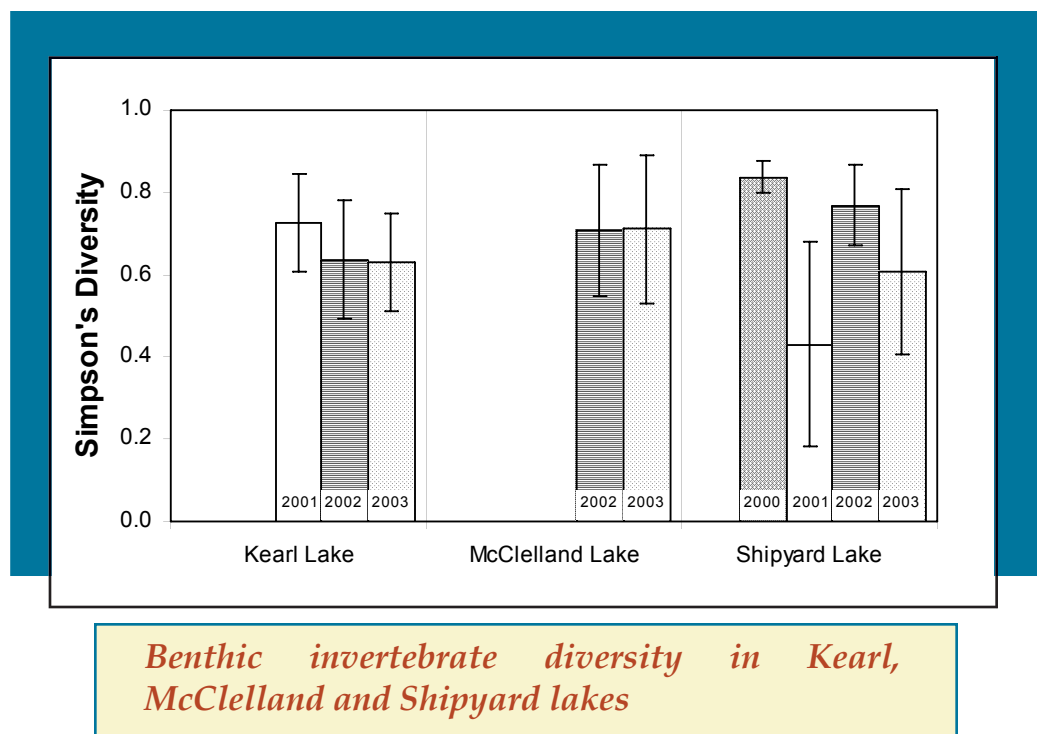 Simpson's Diversity
1.0
0.8
0.6
0.4
0.2
0.0
2001 2002 2003 2002 2003 2000 2001 2002 2003
Kearl Lake McClelland Lake Shipyard Lake
Benthic invertebrate diversity in Kearl,
McClelland and Shipyard lakes